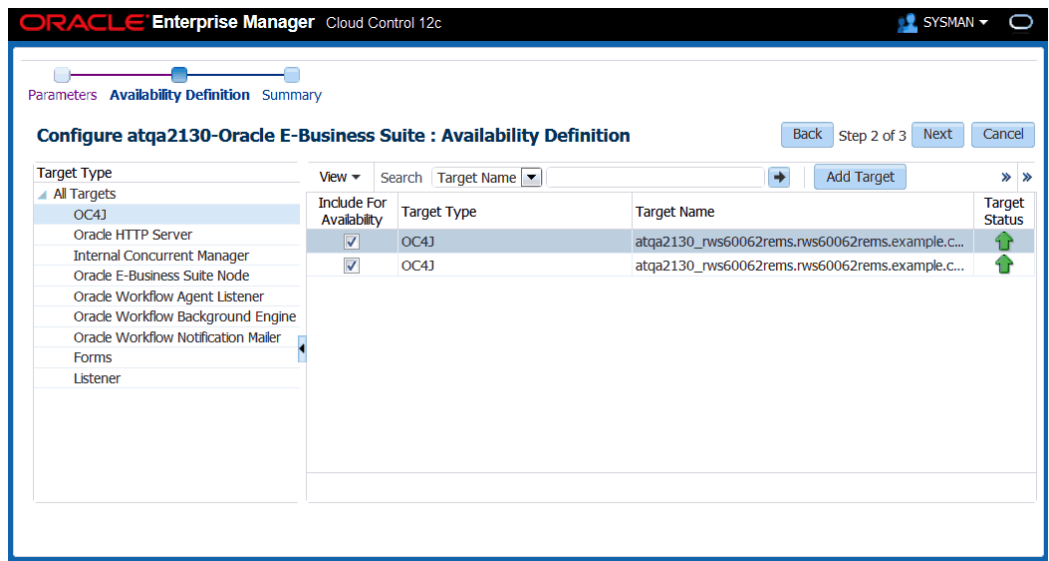 ORACLE Enterprise Manager Cloud Control 12c SYSMAN
Parameters Availability Definition Summary
Configure atqa2130-Oracle E-Business Suite : Availability Definition Back Step 2 of 3 Next Cancel
Target Type
All Targets
OC4J
Oracle HTTP Server
Internal Concurrent Manager
Oracle E-Business Suite Node
Oracle Workflow Agent Listener
Oracle Workflow Background Engine
Oracle Workflow Notification Mailer
Forms
Listener
View Search Target Name Add Target » »
Include For Availability Target Type Target Name Target Status
OC4J atqa2130_rws60062rems.rws60062rems.example.c...
OC4J atqa2130_rws60062rems.rws60062rems.example.c...